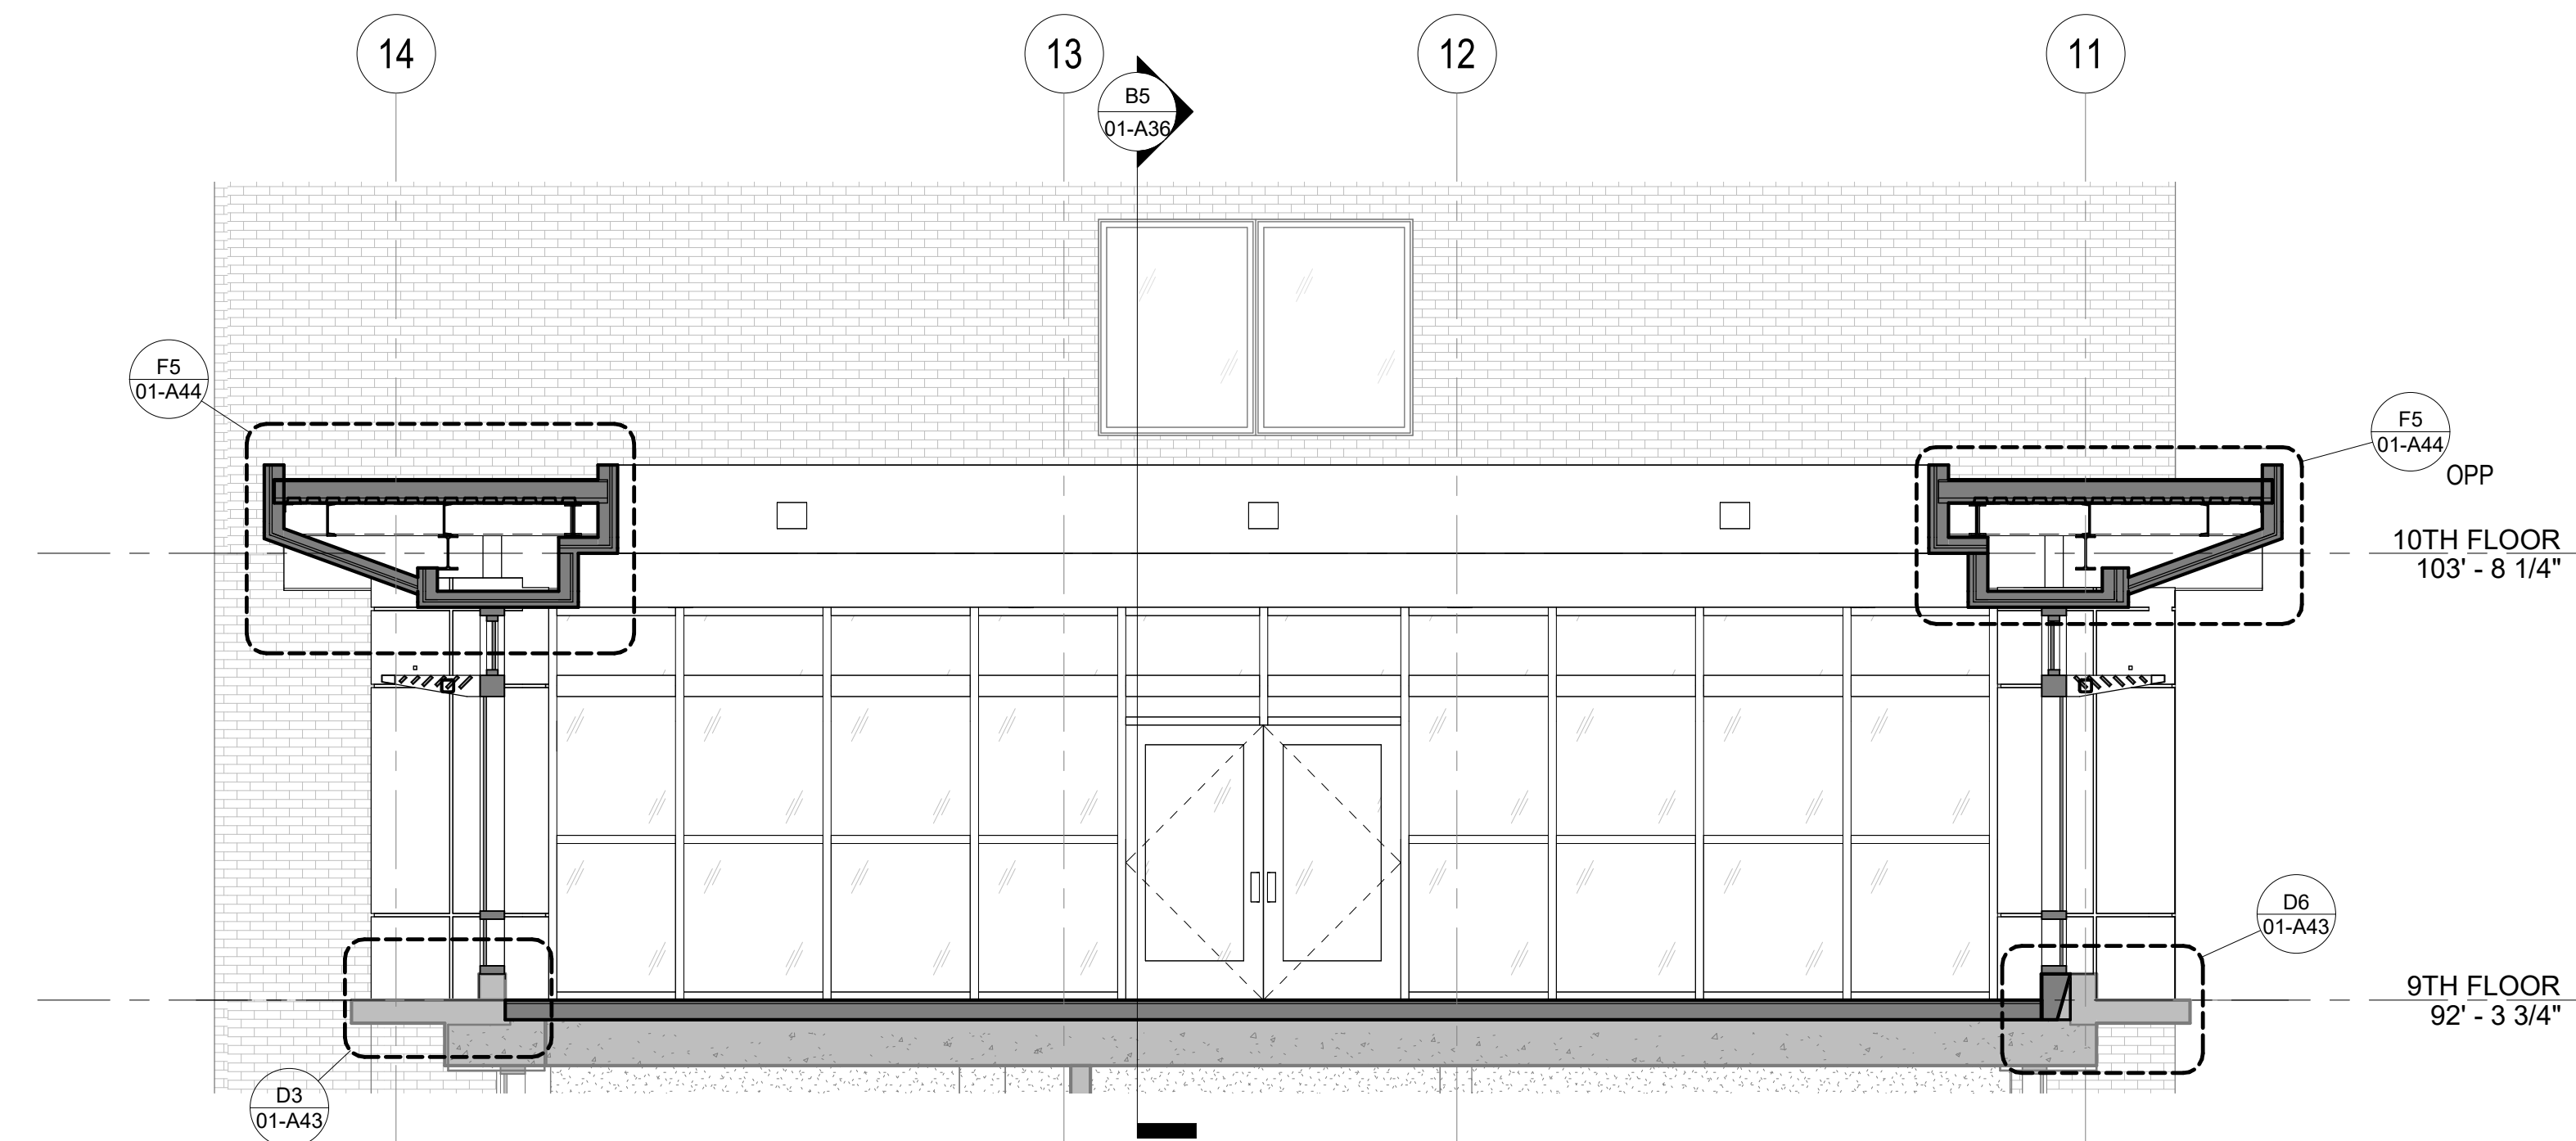 14
13
12
11
B5
01-A36
F5
01-A44
F5
01-A44
OPP
10TH FLOOR
103' - 8 1/4"
D6
01-A43
9TH FLOOR
92' - 3 3/4"
D3
01-A43